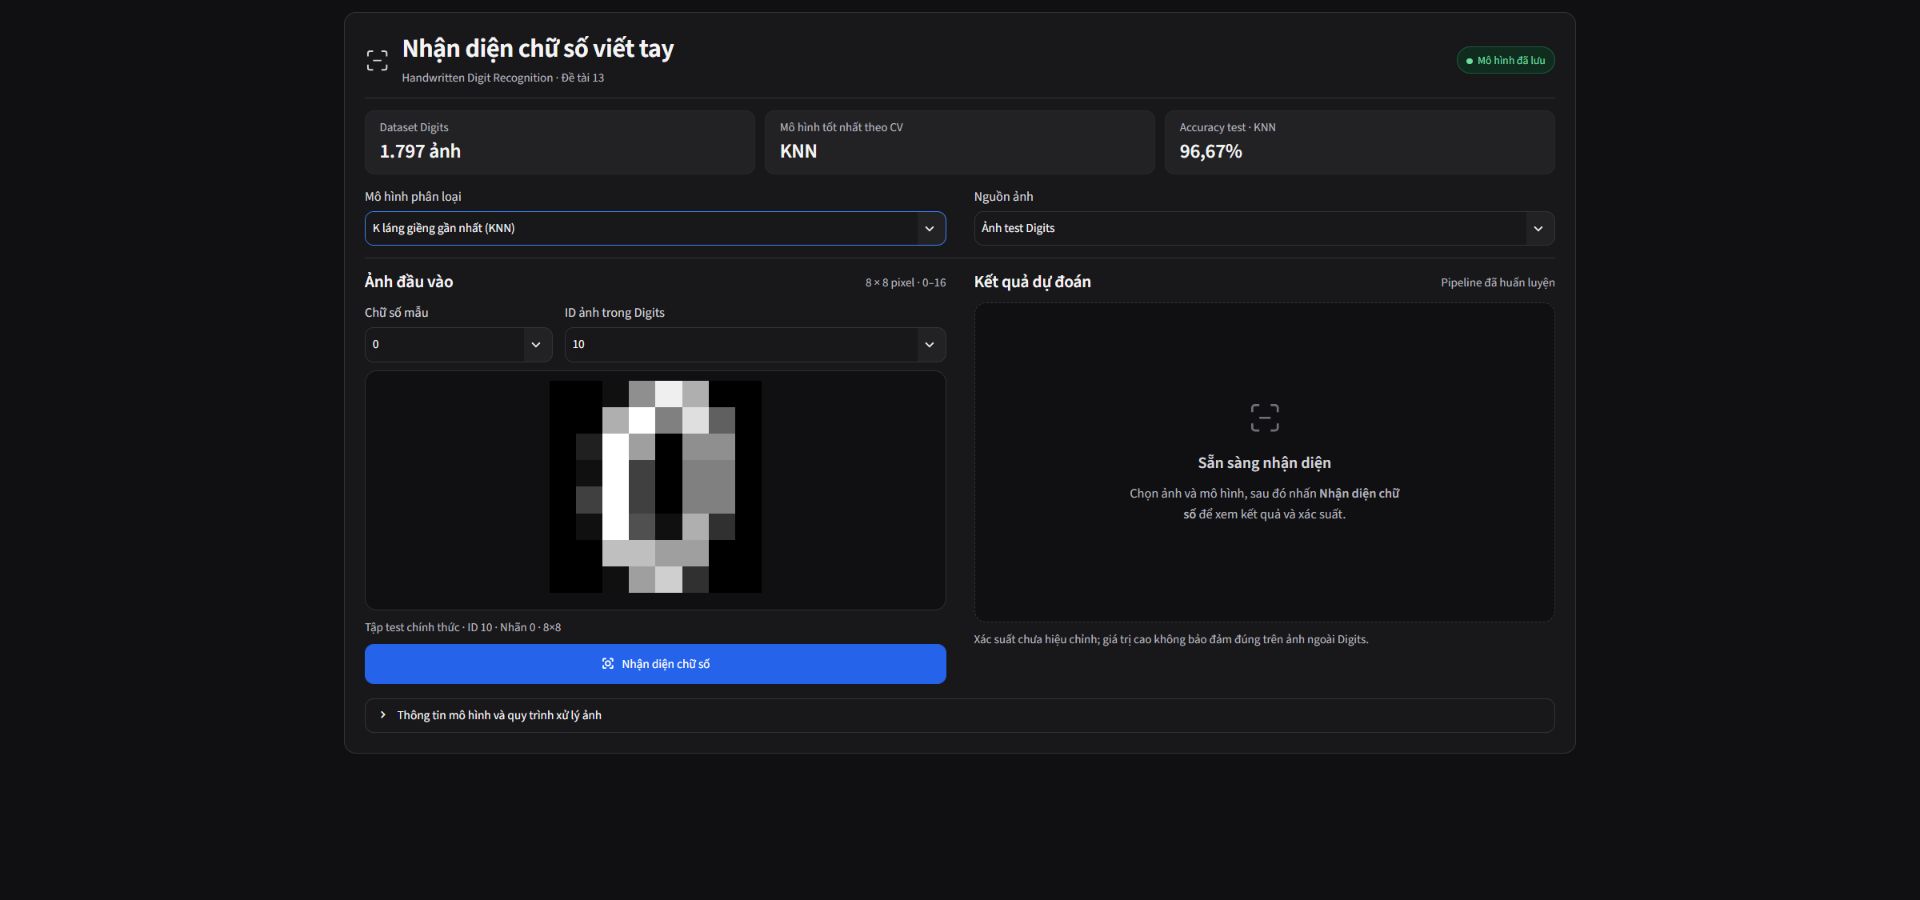 Nhận diện chữ số viết tay
Handwritten Digit Recognition · Đề tài 13
Mô hình đã lưu
Dataset Digits
1.797 ảnh
Mô hình tốt nhất theo CV
KNN
Accuracy test · KNN
96,67%
Mô hình phân loại
K láng giềng gần nhất (KNN)
Nguồn ảnh
Ảnh test Digits
Ảnh đầu vào
8 × 8 pixel · 0–16
Chữ số mẫu
0
ID ảnh trong Digits
10
Tập test chính thức · ID 10 · Nhãn 0 · 8×8
Nhận diện chữ số
Kết quả dự đoán
Pipeline đã huấn luyện
Sẵn sàng nhận diện
Chọn ảnh và mô hình, sau đó nhấn Nhận diện chữ
số để xem kết quả và xác suất.
Xác suất chưa hiệu chỉnh; giá trị cao không bảo đảm đúng trên ảnh ngoài Digits.
Thông tin mô hình và quy trình xử lý ảnh